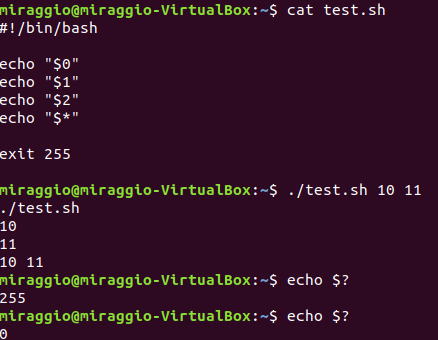 miraggio@miraggio-VirtualBox:~$ cat test.sh
#!/bin/bash
echo "$0"
echo "$1"
echo "$2"
echo "$*"
exit 255
miraggio@miraggio-VirtualBox:~$ ./test.sh 10 11
./test.sh
10
11
10 11
miraggio@miraggio-VirtualBox:~$ echo $?
255
miraggio@miraggio-VirtualBox:~$ echo $?
0